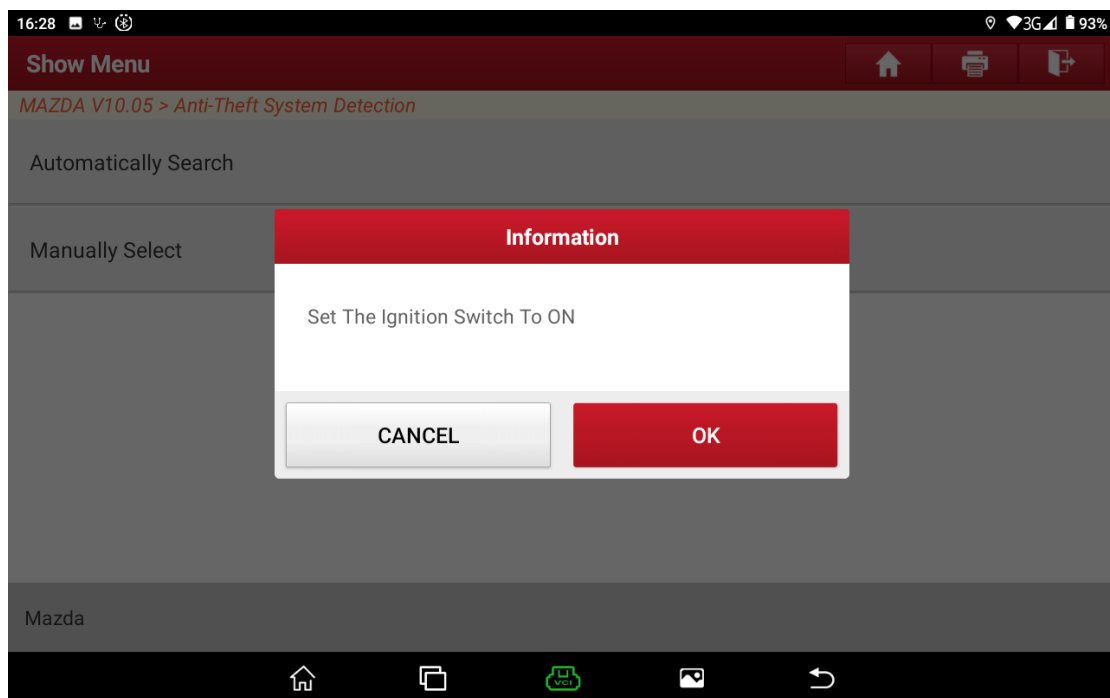 16:28 3G 93%
Show Menu
MAZDA V10.05 > Anti-Theft System Detection
Automatically Search
Manually Select
Information
Set The Ignition Switch To ON
CANCEL OK
Mazda
VCI